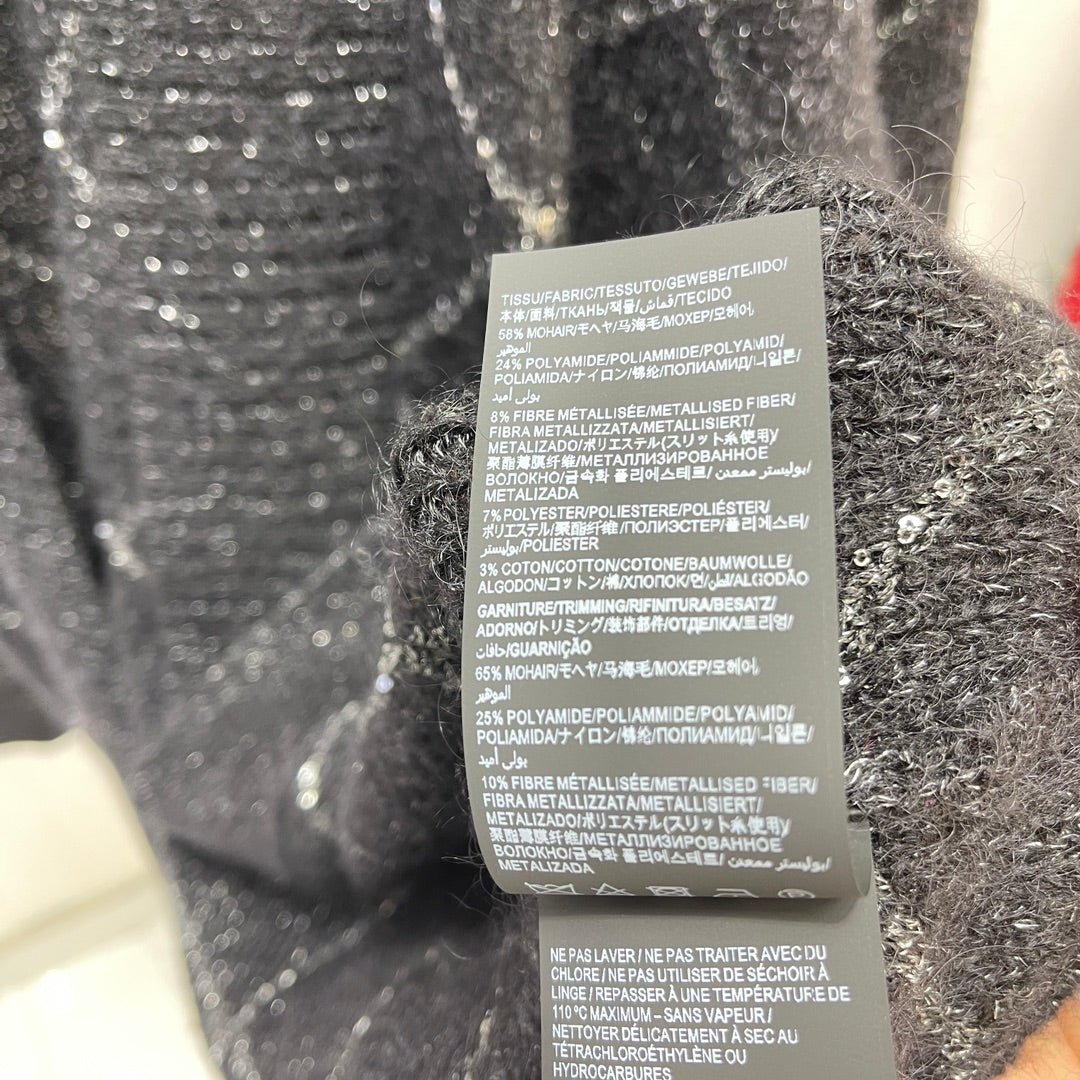 TISSU/FABRIC/TESSUTO/GEWEBE/TEJIDO/
本体/面料/ТКАНЬ/직물/قماش/TECIDO
58% MOHAIR/モヘヤ/马海毛/МОХЕР/모헤어/
الموهير
24% POLYAMIDE/POLIAMMIDE/POLYAMID/
POLIAMIDA/ナイロン/锦纶/ПОЛИАМИД/나일론/
بولي أميد
8% FIBRE MÉTALLISÉE/METALLISED FIBER/
FIBRA METALLIZZATA/METALLISIERT/
METALIZADO/ポリエステル(スリット糸使用)/
聚酯薄膜纤维/МЕТАЛЛИЗИРОВАННОЕ
ВОЛОКНО/금속화 폴리에스테르/بوليستر ممعدن/
METALIZADA
7% POLYESTER/POLIESTERE/POLIÉSTER/
ポリエステル/聚酯纤维/ПОЛИЭСТЕР/폴리에스터/
بوليستر/POLIESTER
3% COTON/COTTON/COTONE/BAUMWOLLE/
ALGODON/コットン/棉/ХЛОПОК/면/قطن/ALGODÃO
GARNITURE/TRIMMING/RIFINITURA/BESATZ/
ADORNO/トリミング/装饰部件/ОТДЕЛКА/트리밍/
حافات/GUARNIÇÃO
65% MOHAIR/モヘヤ/马海毛/МОХЕР/모헤어/
الموهير
25% POLYAMIDE/POLIAMMIDE/POLYAMID/
POLIAMIDA/ナイロン/锦纶/ПОЛИАМИД/나일론/
بولي أميد
10% FIBRE MÉTALLISÉE/METALLISED FIBER/
FIBRA METALLIZZATA/METALLISIERT/
METALIZADO/ポリエステル(スリット糸使用)/
聚酯薄膜纤维/МЕТАЛЛИЗИРОВАННОЕ
ВОЛОКНО/금속화 폴리에스테르/بوليستر ممعدن/
METALIZADA
NE PAS LAVER / NE PAS TRAITER AVEC DU
CHLORE / NE PAS UTILISER DE SÉCHOIR À
LINGE / REPASSER À UNE TEMPÉRATURE DE
110 ºC MAXIMUM – SANS VAPEUR /
NETTOYER DÉLICATEMENT À SEC AU
TÉTRACHLOROÉTHYLÈNE OU
HYDROCARBURES